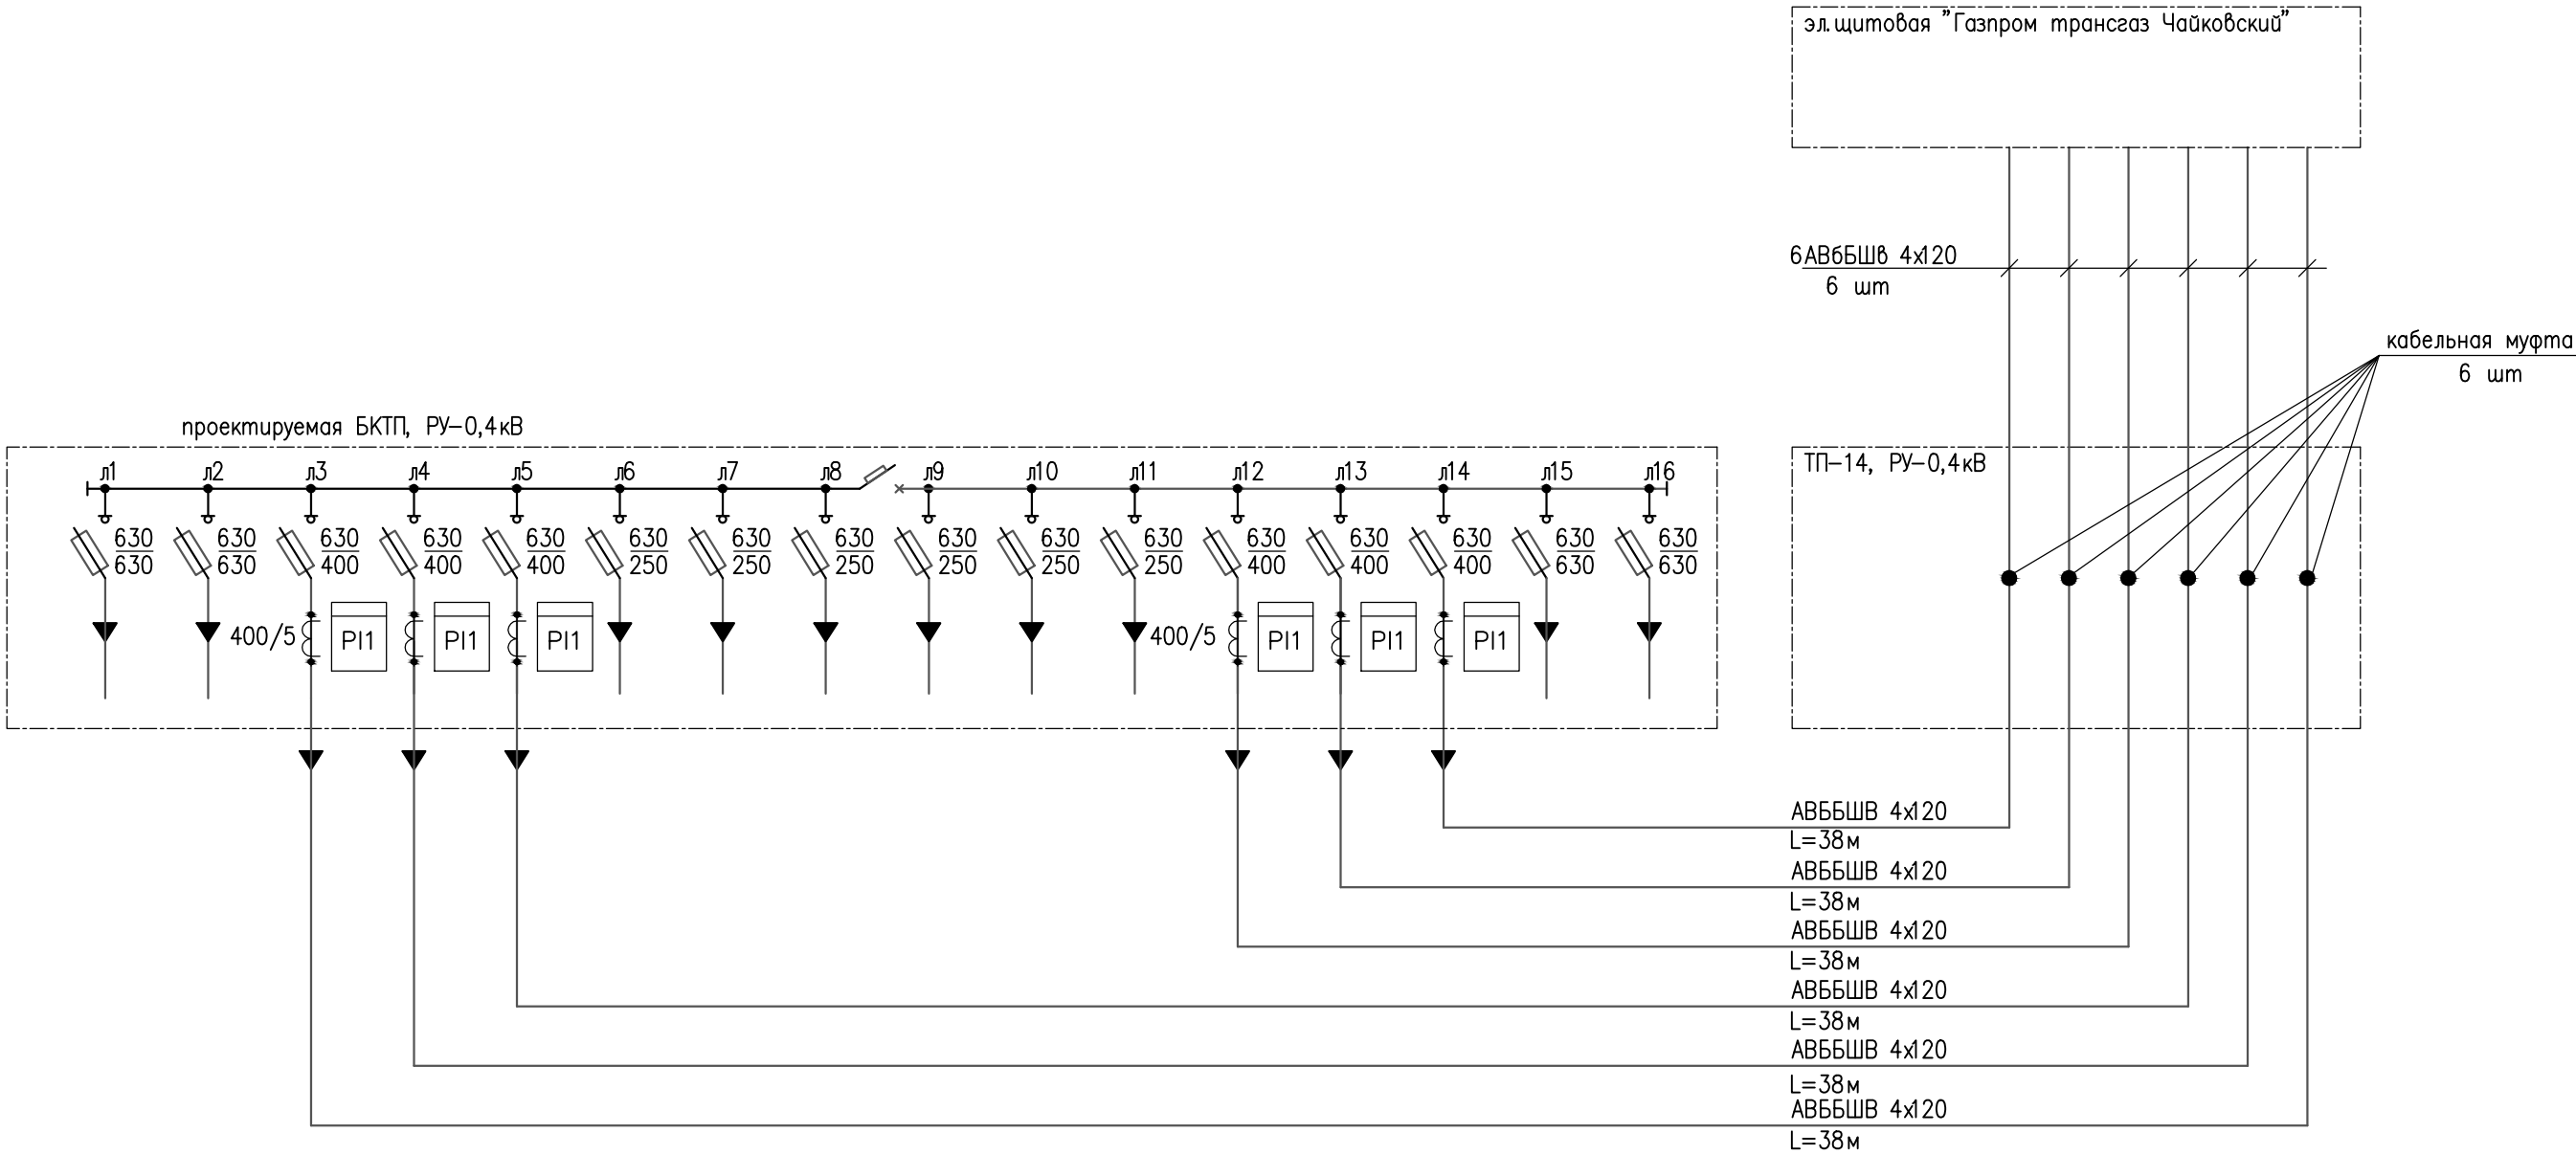 эл.щитовая "Газпром трансгаз Чайковский"
6АВбБШв 4х120
6 шт
кабельная муфта
6 шт
проектируемая БКТП, РУ-0,4кВ
ТП-14, РУ-0,4кВ
л1 л2 л3 л4 л5 л6 л7 л8 л9 л10 л11 л12 л13 л14 л15 л16
630 630 630 630 630 630 630 630 630 630 630 630 630 630 630 630
630 630 400 400 400 250 250 250 250 250 250 400 400 400 630 630
400/5 PI1 PI1 PI1 400/5 PI1 PI1 PI1
АВББШВ 4х120
L=38м
АВББШВ 4х120
L=38м
АВББШВ 4х120
L=38м
АВББШВ 4х120
L=38м
АВББШВ 4х120
L=38м
АВББШВ 4х120
L=38м